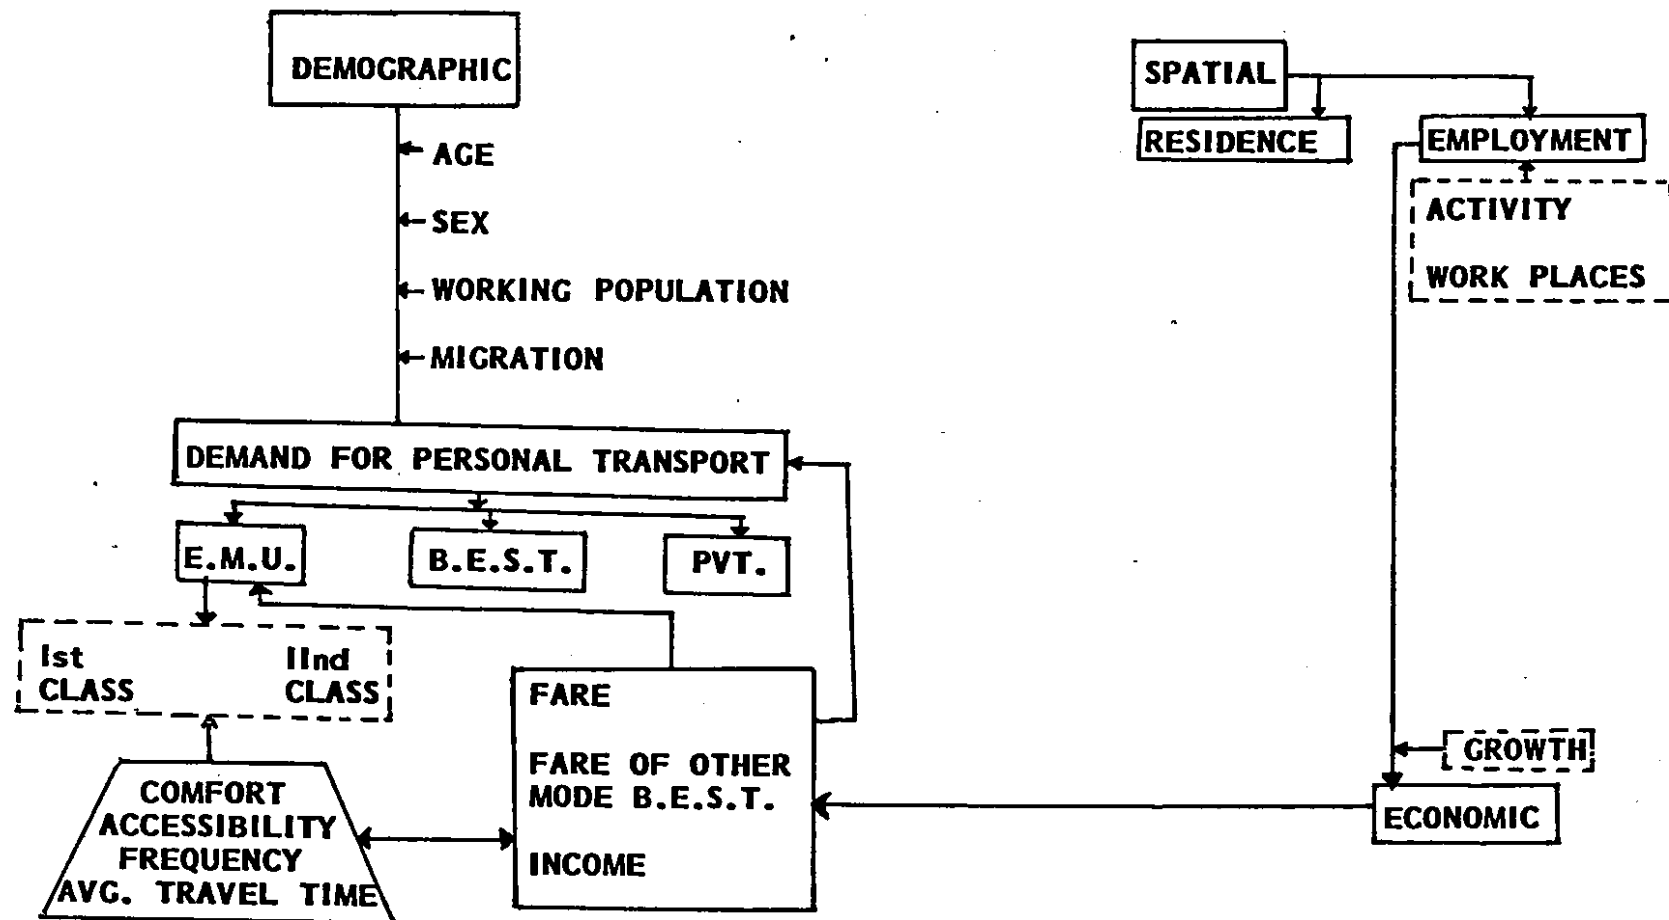 DEMOGRAPHIC
AGE
SEX
WORKING POPULATION
MIGRATION
DEMAND FOR PERSONAL TRANSPORT
E.M.U.
B.E.S.T.
PVT.
Ist
CLASS
IInd
CLASS
COMFORT
ACCESSIBILITY
FREQUENCY
AVG. TRAVEL TIME
FARE
FARE OF OTHER
MODE B.E.S.T.
INCOME
SPATIAL
RESIDENCE
EMPLOYMENT
ACTIVITY
WORK PLACES
GROWTH
ECONOMIC